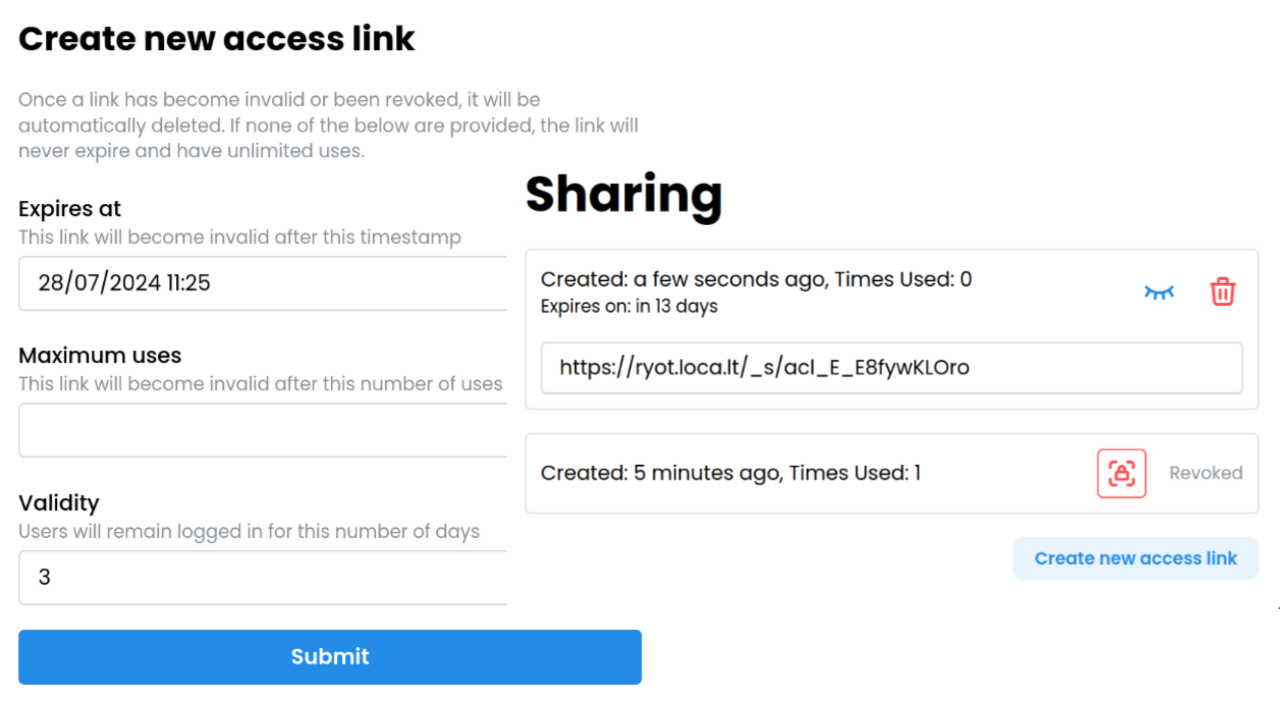 Create new access link
Once a link has become invalid or been revoked, it will be
automatically deleted. If none of the below are provided, the link will
never expire and have unlimited uses.
Expires at
This link will become invalid after this timestamp
28/07/2024 11:25
Maximum uses
This link will become invalid after this number of uses
Validity
Users will remain logged in for this number of days
3
Submit
Sharing
Created: a few seconds ago, Times Used: 0
Expires on: in 13 days
https://ryot.loca.lt/_s/acl_E_E8fywKLOro
Created: 5 minutes ago, Times Used: 1
Revoked
Create new access link